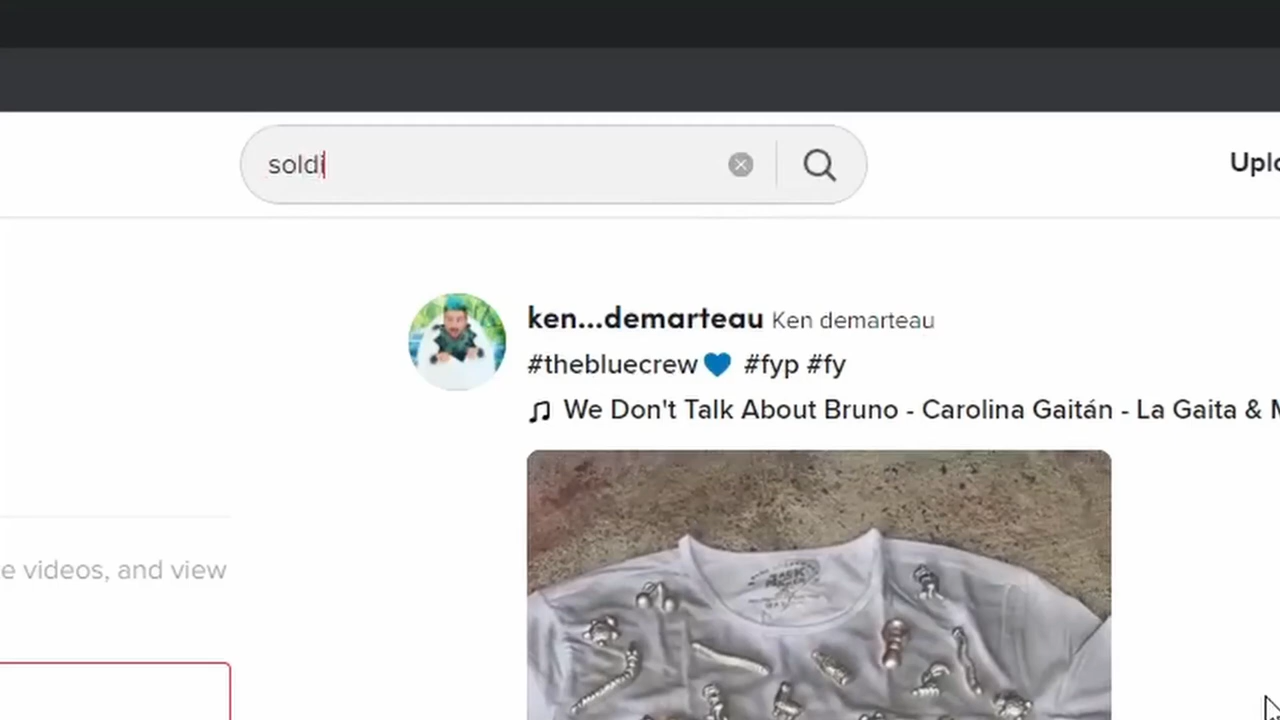 soldi
Uplo
ken...demarteau Ken demarteau
#thebluecrew💙 #fyp #fy
We Don't Talk About Bruno - Carolina Gaitán - La Gaita & M
e videos, and view